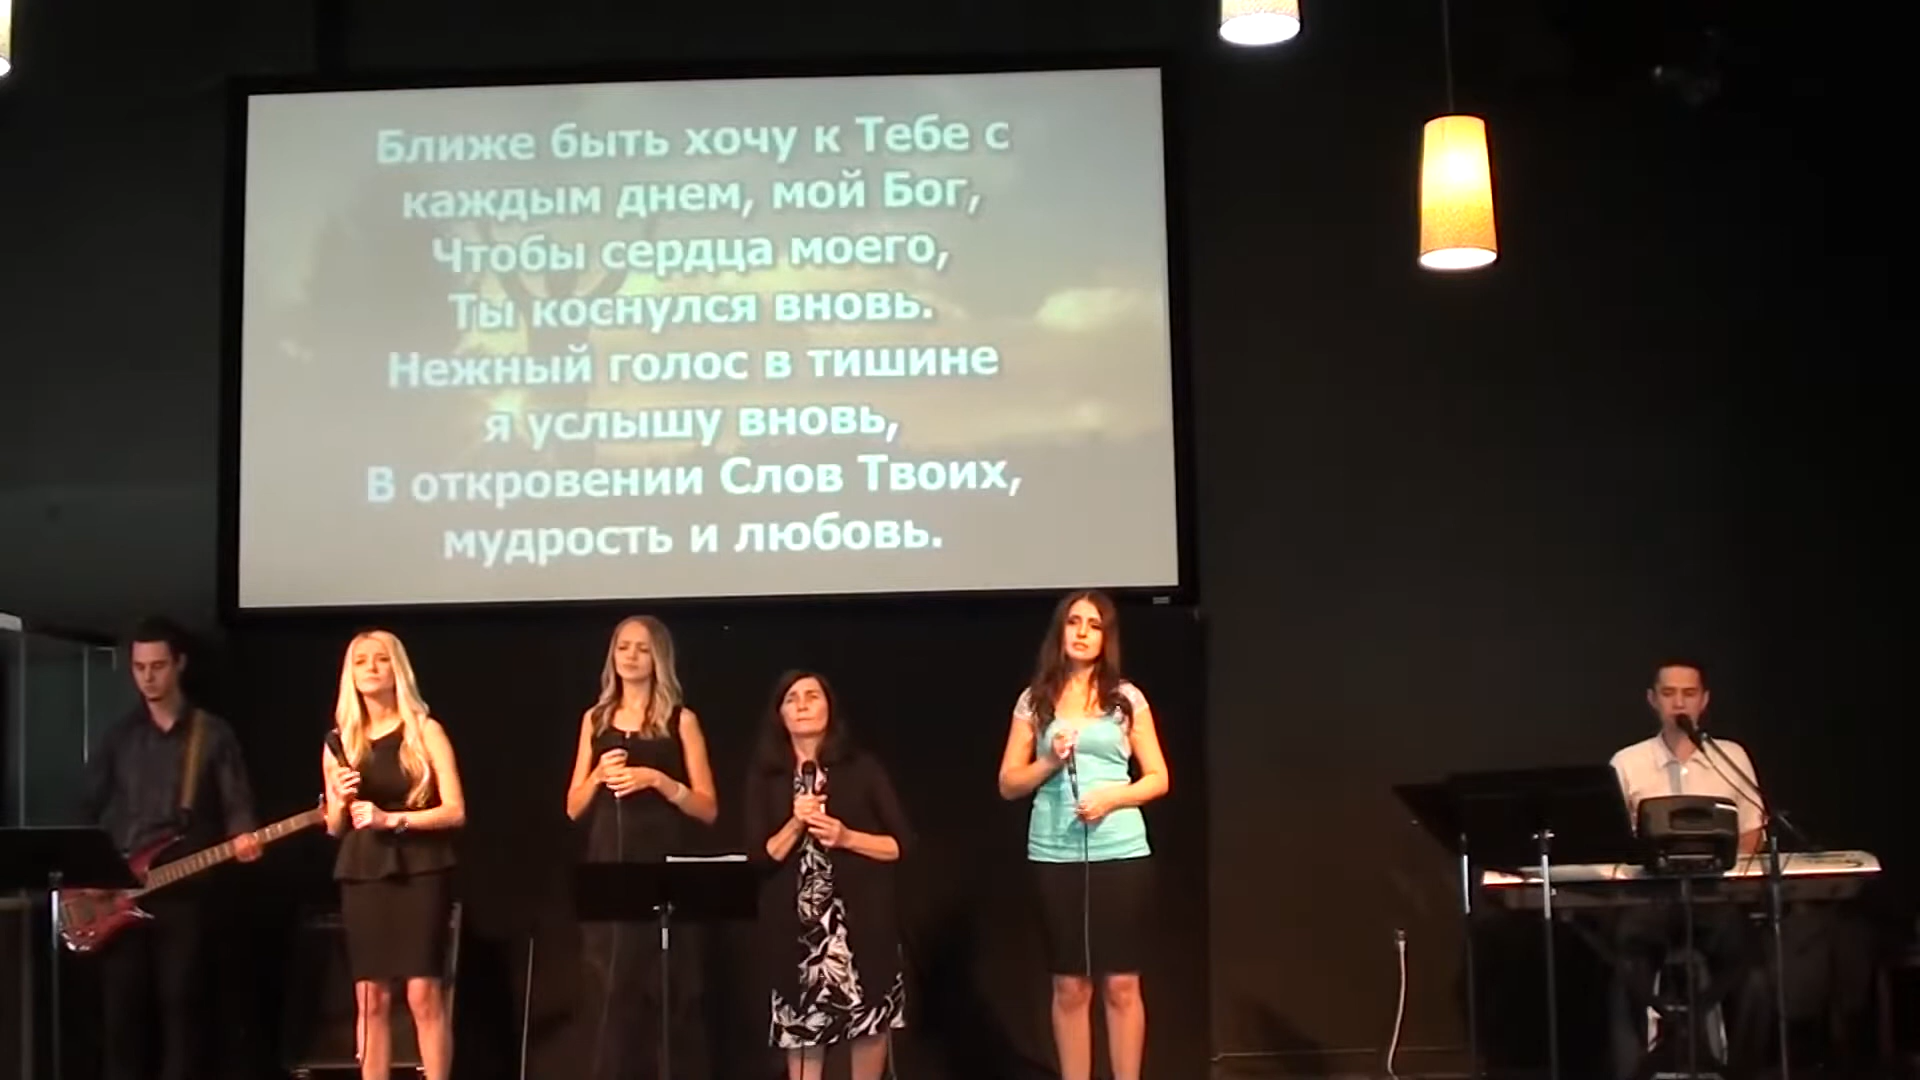 Ближе быть хочу к Тебе с
каждым днем, мой Бог,
Чтобы сердца моего,
Ты коснулся вновь.
Нежный голос в тишине
я услышу вновь,
В откровении Слов Твоих,
мудрость и любовь.